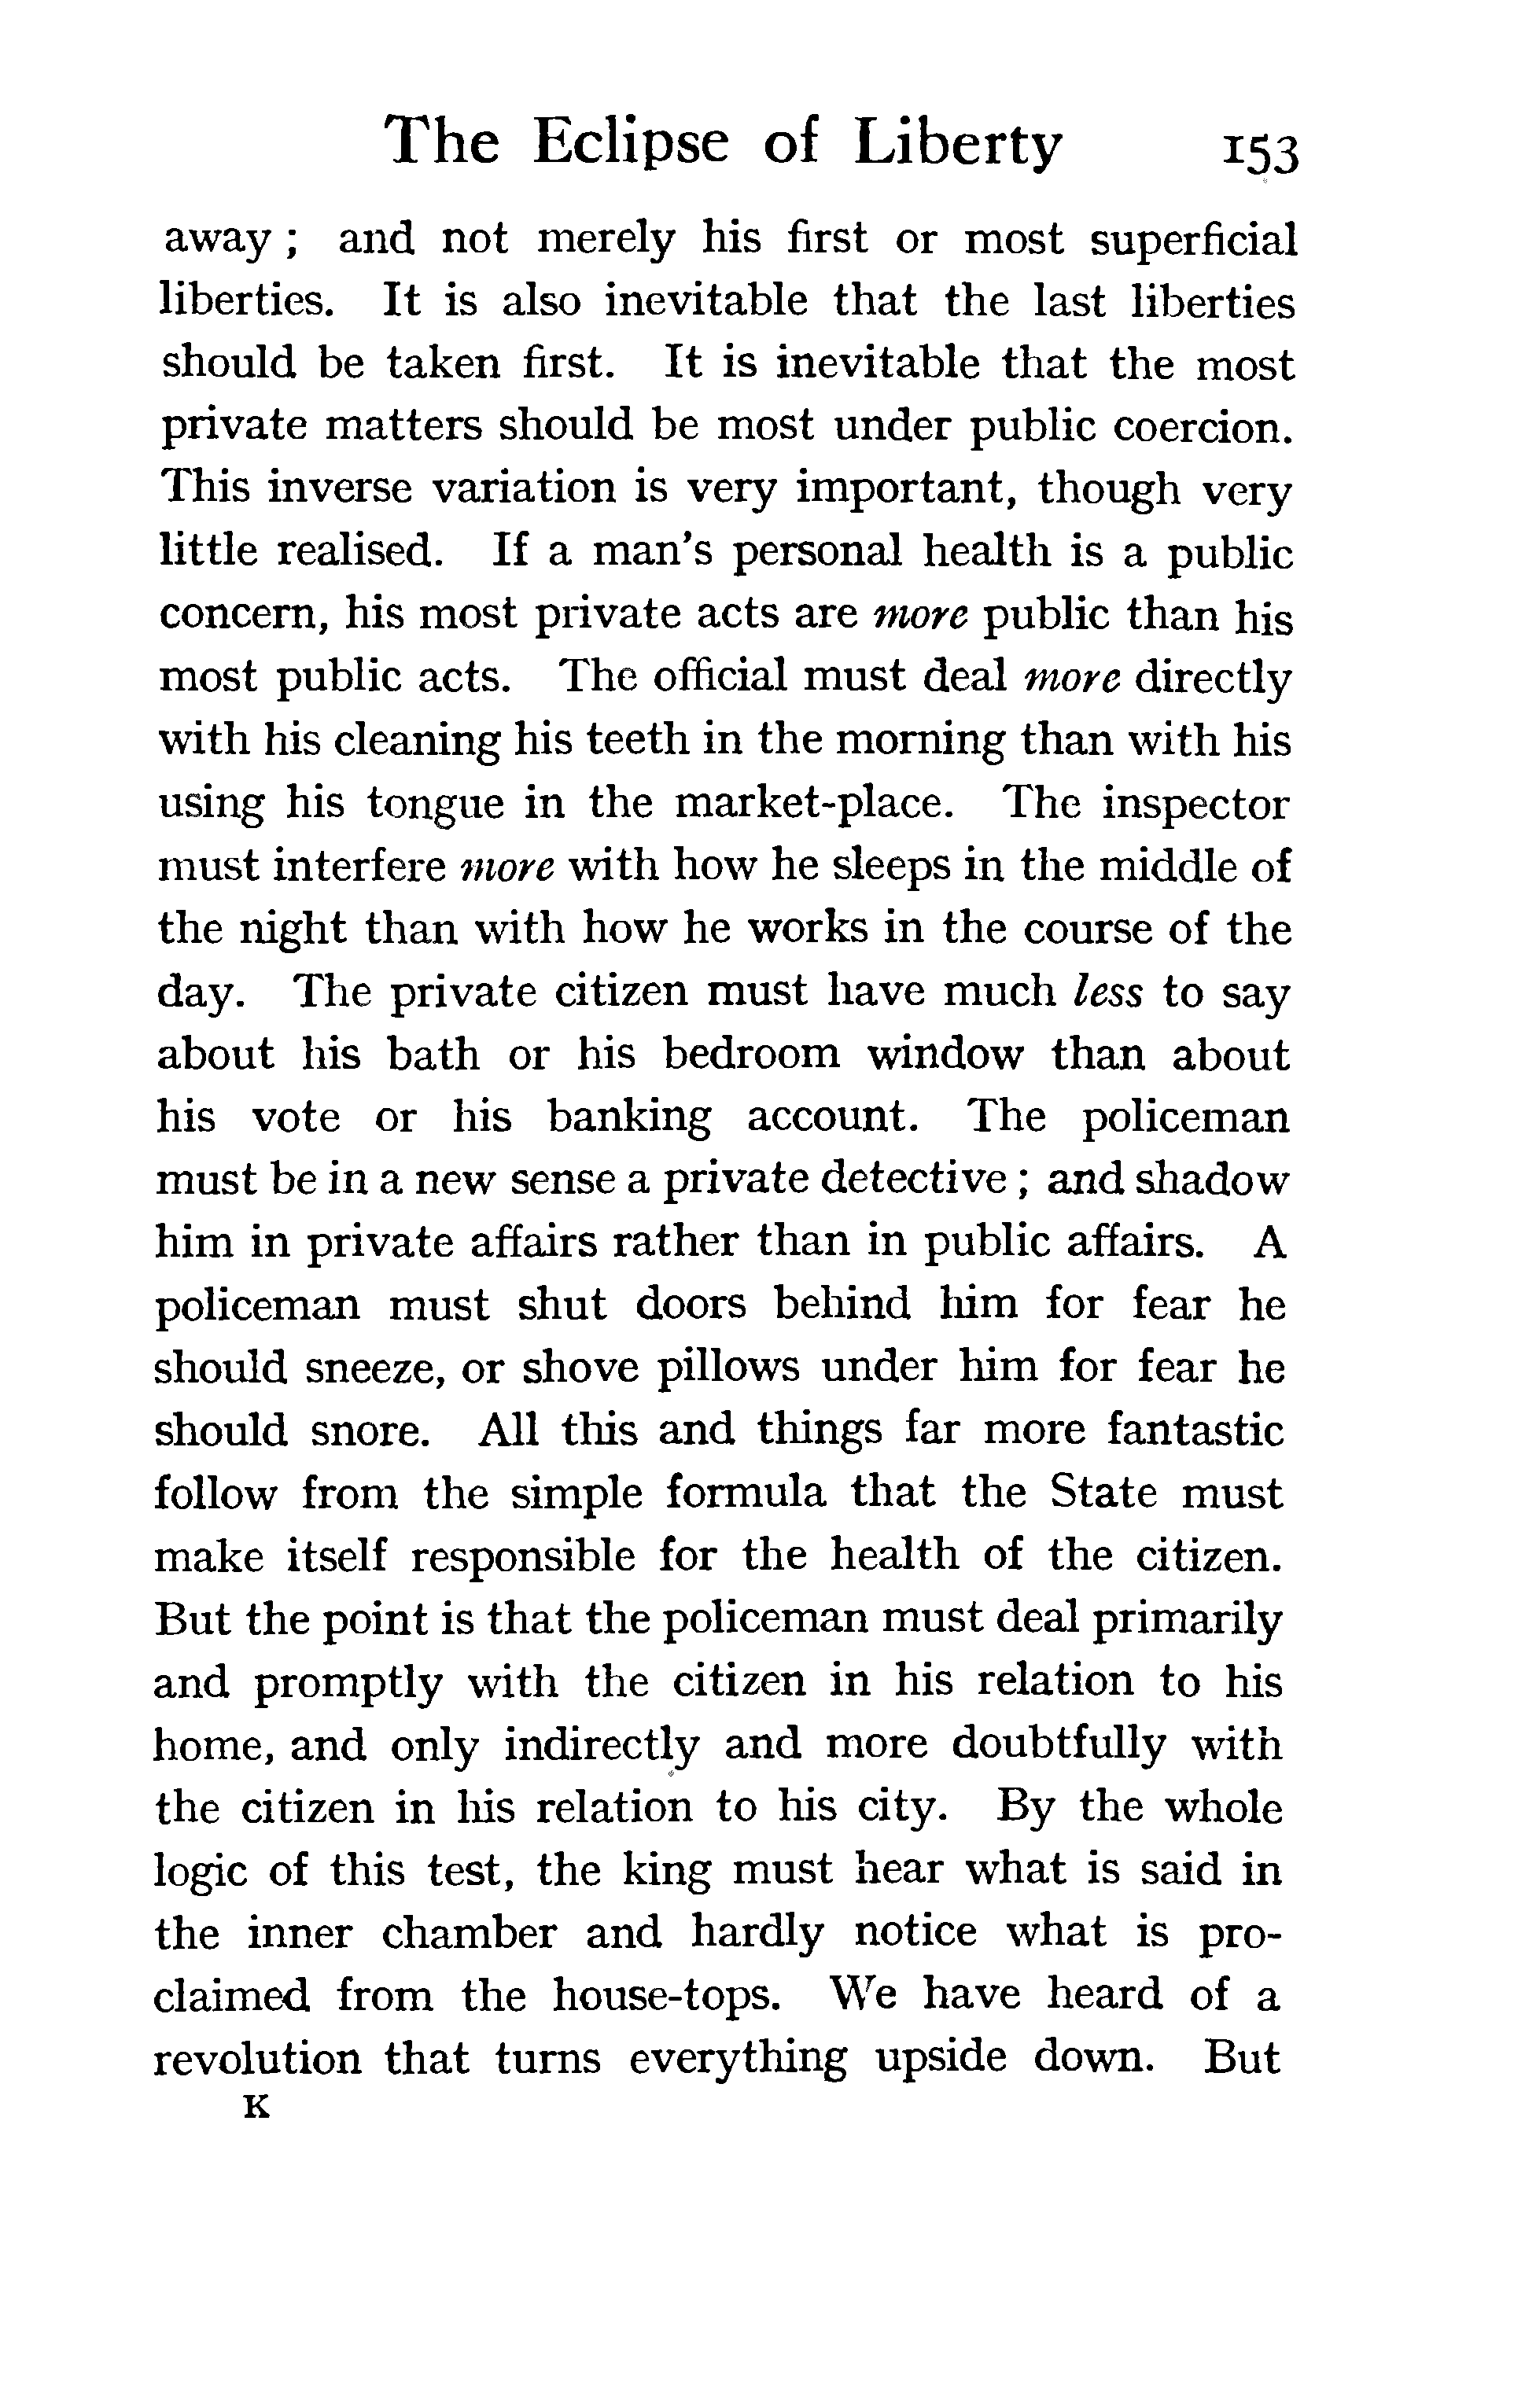 The Eclipse of Liberty 153
away ; and not merely his first or most superficial
liberties. It is also inevitable that the last liberties
should be taken first. It is inevitable that the most
private matters should be most under public coercion.
This inverse variation is very important, though very
little realised. If a man's personal health is a public
concern, his most private acts are more public than his
most public acts. The official must deal more directly
with his cleaning his teeth in the morning than with his
using his tongue in the market-place. The inspector
must interfere more with how he sleeps in the middle of
the night than with how he works in the course of the
day. The private citizen must have much less to say
about his bath or his bedroom window than about
his vote or his banking account. The policeman
must be in a new sense a private detective ; and shadow
him in private affairs rather than in public affairs. A
policeman must shut doors behind him for fear he
should sneeze, or shove pillows under him for fear he
should snore. All this and things far more fantastic
follow from the simple formula that the State must
make itself responsible for the health of the citizen.
But the point is that the policeman must deal primarily
and promptly with the citizen in his relation to his
home, and only indirectly and more doubtfully with
the citizen in his relation to his city. By the whole
logic of this test, the king must hear what is said in
the inner chamber and hardly notice what is pro-
claimed from the house-tops. We have heard of a
revolution that turns everything upside down. But
K